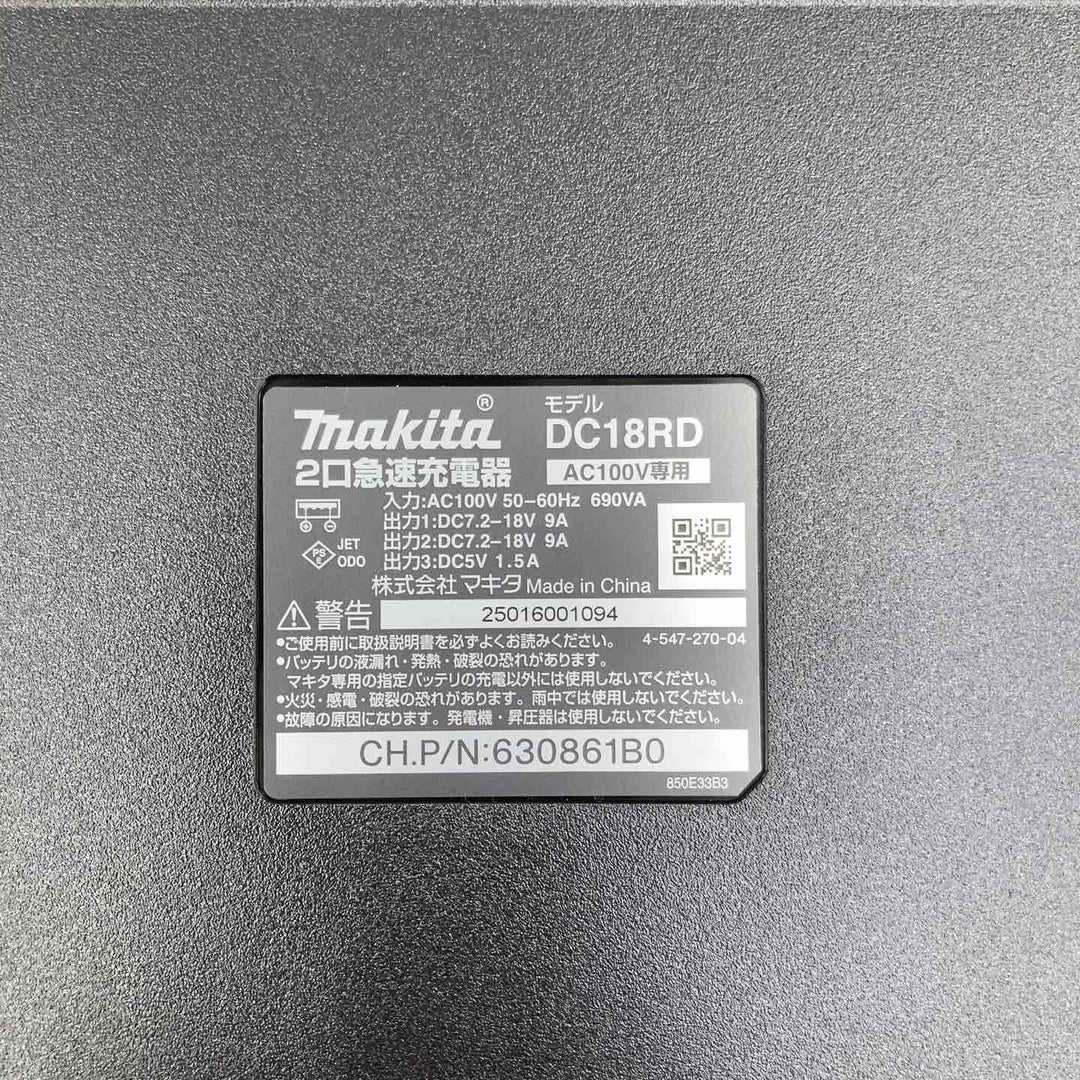 makita®
モデル
DC18RD
2口急速充電器
AC100V専用
入力:AC100V 50-60Hz 690VA
出力1:DC7.2-18V 9A
出力2:DC7.2-18V 9A
出力3:DC5V 1.5A
PS
E
JET
ODO
株式会社 マキタ Made in China
警告
25016001094
•ご使用前に取扱説明書を必ずよくお読みください。
4-547-270-04
•バッテリの液漏れ・発熱・破裂の恐れがあります。
マキタ専用の指定バッテリの充電以外には使用しないでください。
•火災・感電・破裂の恐れがあります。雨中では使用しないでください。
•故障の原因になります。発電機・昇圧器は使用しないでください。
CH.P/N:630861B0
850E33B3